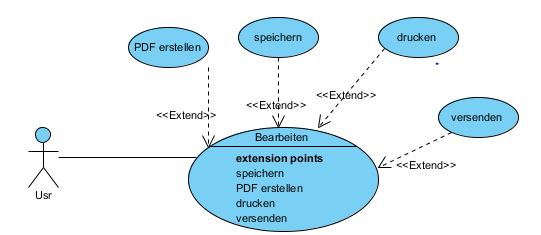 PDF erstellen
speichern
drucken
versenden
<<Extend>>
<<Extend>>
<<Extend>>
<<Extend>>
Bearbeiten
extension points
speichern
PDF erstellen
drucken
versenden
Usr